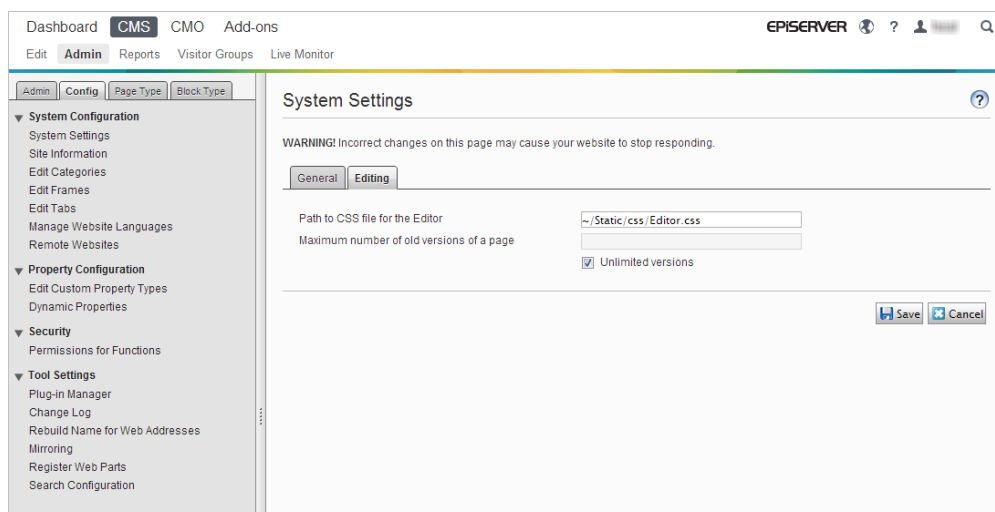 Dashboard CMS CMO Add-ons EPiSERVER ?
Edit Admin Reports Visitor Groups Live Monitor
Admin Config Page Type Block Type
System Configuration
System Settings
Site Information
Edit Categories
Edit Frames
Edit Tabs
Manage Website Languages
Remote Websites
Property Configuration
Edit Custom Property Types
Dynamic Properties
Security
Permissions for Functions
Tool Settings
Plug-in Manager
Change Log
Rebuild Name for Web Addresses
Mirroring
Register Web Parts
Search Configuration
System Settings ?
WARNING! Incorrect changes on this page may cause your website to stop responding.
General Editing
Path to CSS file for the Editor ~/Static/css/Editor.css
Maximum number of old versions of a page
Unlimited versions
Save Cancel